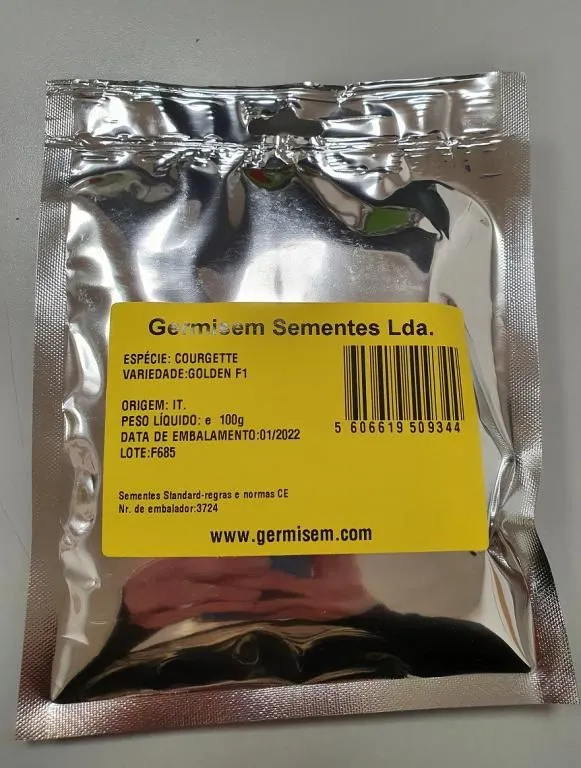 Germisem Sementes Lda.
ESPÉCIE: COURGETTE
VARIEDADE:GOLDEN F1
ORIGEM: IT.
PESO LÍQUIDO: e 100g
DATA DE EMBALAMENTO:01/2022
LOTE:F685
5 606619 509344
Sementes Standard-regras e normas CE
Nr. de embalador:3724
www.germisem.com